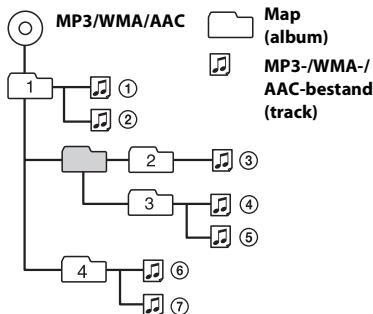 MP3/WMA/AAC
Map
(album)
MP3-/WMA-/
AAC-bestand
(track)
1
①
②
2
③
3
④
⑤
4
⑥
⑦